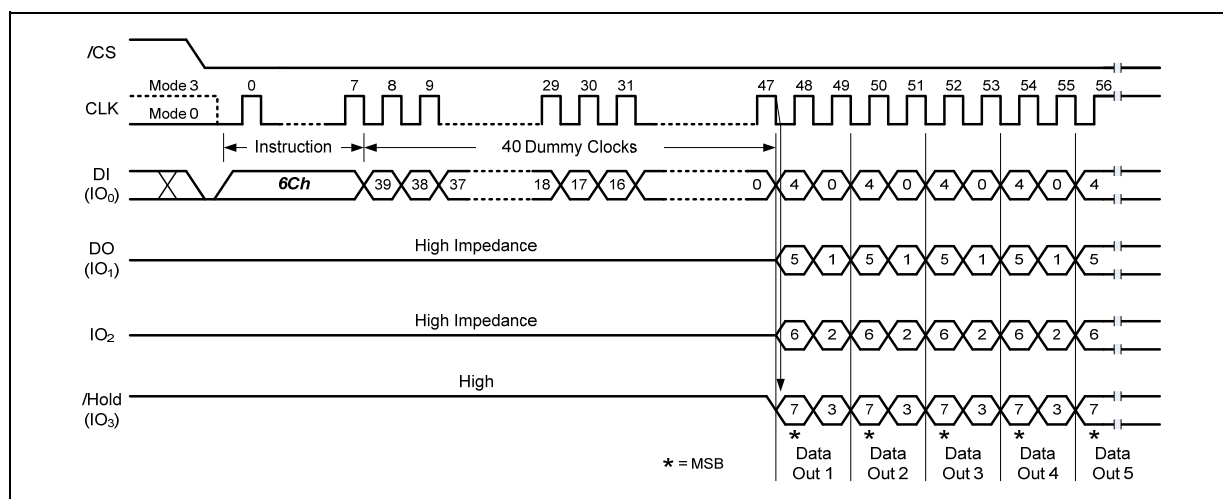 /CS
Mode 3 0 7 8 9 29 30 31 47 48 49 50 51 52 53 54 55 56
CLK
Mode 0
Instruction 40 Dummy Clocks
DI
(IO0) 6Ch 39 38 37 18 17 16 0 4 0 4 0 4 0 4 0 4
High Impedance
DO
(IO1) 5 1 5 1 5 1 5 1 5
High Impedance
IO2 6 2 6 2 6 2 6 2 6
High
/Hold
(IO3) 7 3 7 3 7 3 7 3 7
* * * * *
* = MSB
Data Out 1
Data Out 2
Data Out 3
Data Out 4
Data Out 5